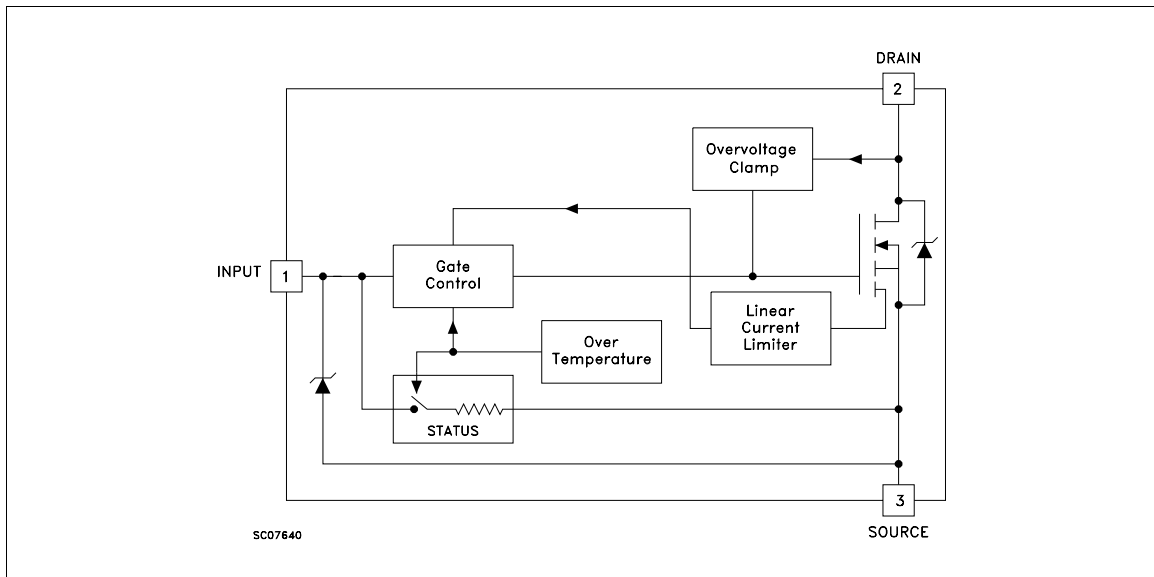 DRAIN
2
Overvoltage
Clamp
INPUT
1
Gate
Control
Linear
Current
Limiter
Over
Temperature
STATUS
3
SOURCE
SC07640